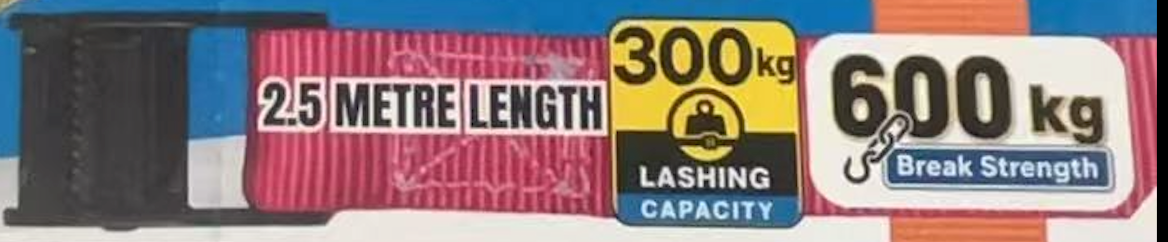 2.5 METRE LENGTH
300kg
LASHING
CAPACITY
600 kg
Break Strength